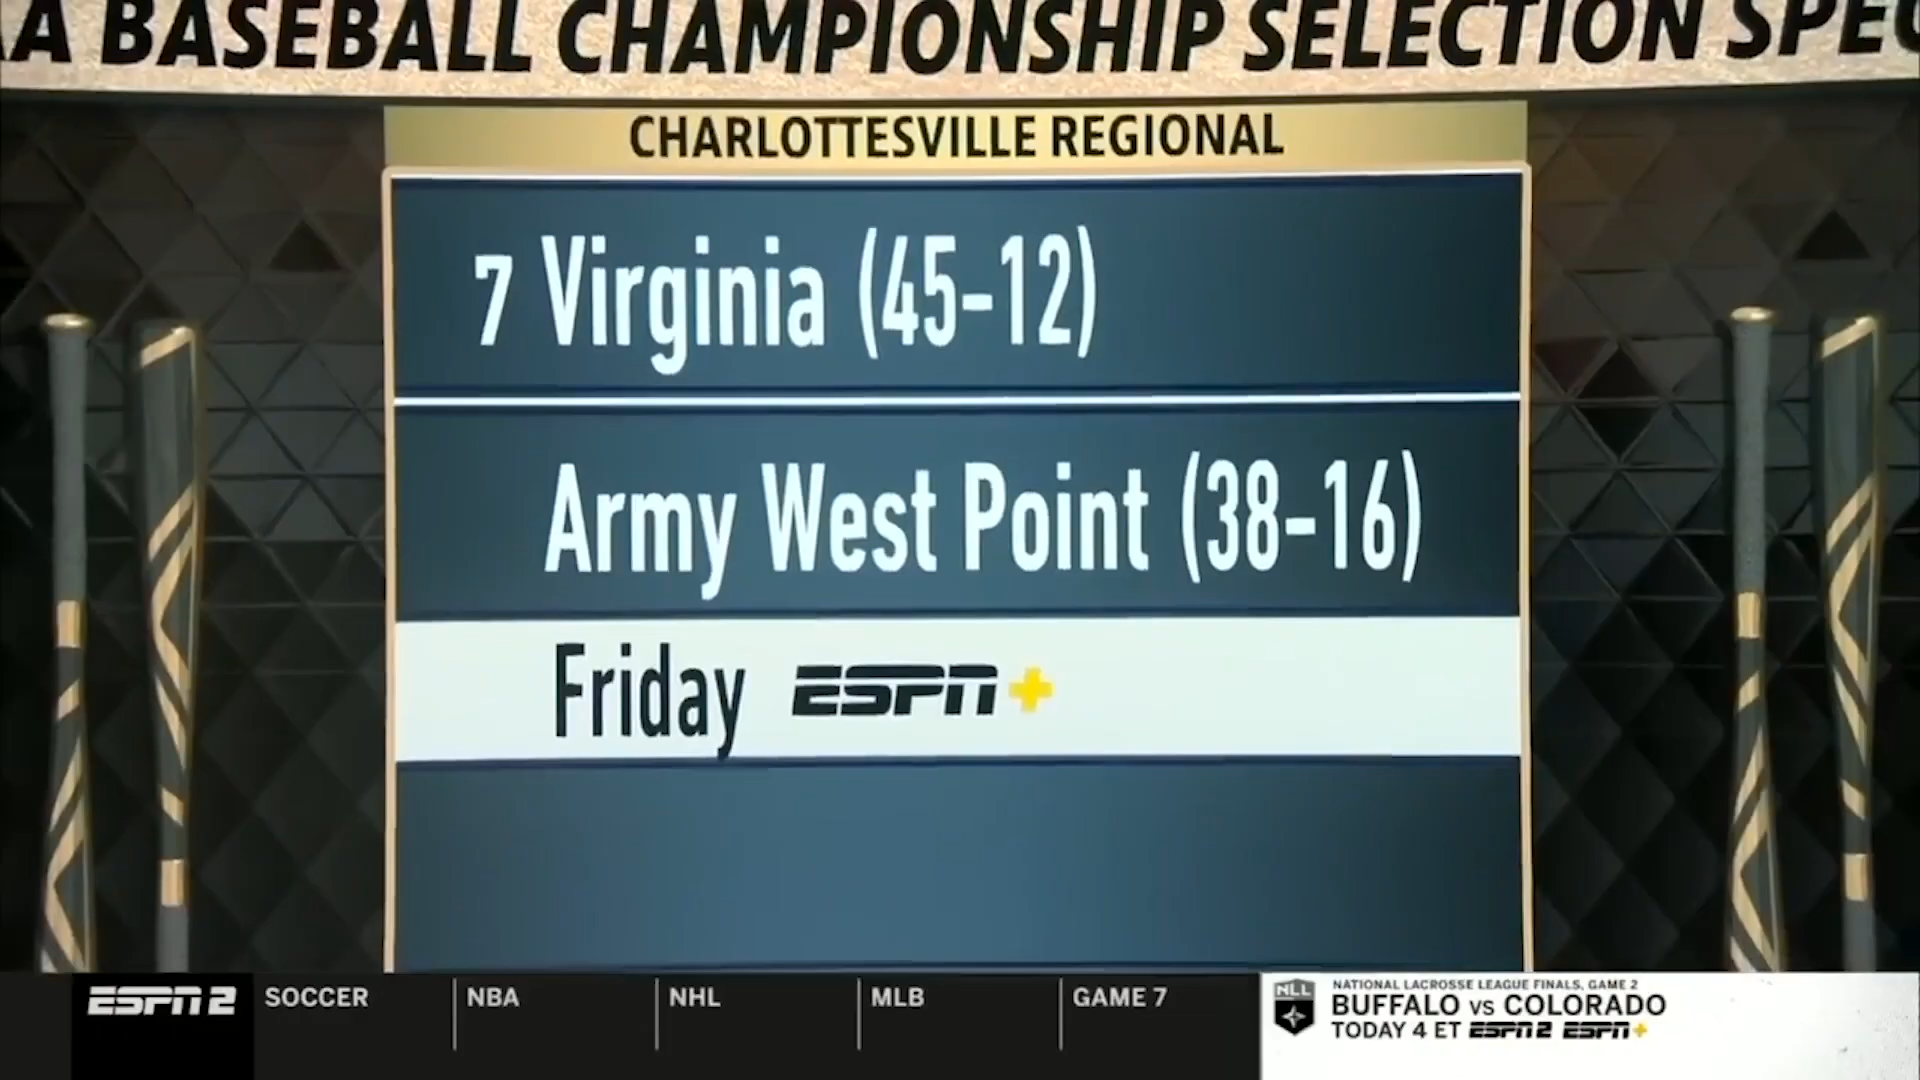 A BASEBALL CHAMPIONSHIP SELECTION SPEC
CHARLOTTESVILLE REGIONAL
7 Virginia (45-12)
Army West Point (38-16)
Friday ESPN+
ESPN2
SOCCER
NBA
NHL
MLB
GAME 7
NLL
NATIONAL LACROSSE LEAGUE FINALS, GAME 2
BUFFALO VS COLORADO
TODAY 4 ET ESPN2 ESPN+